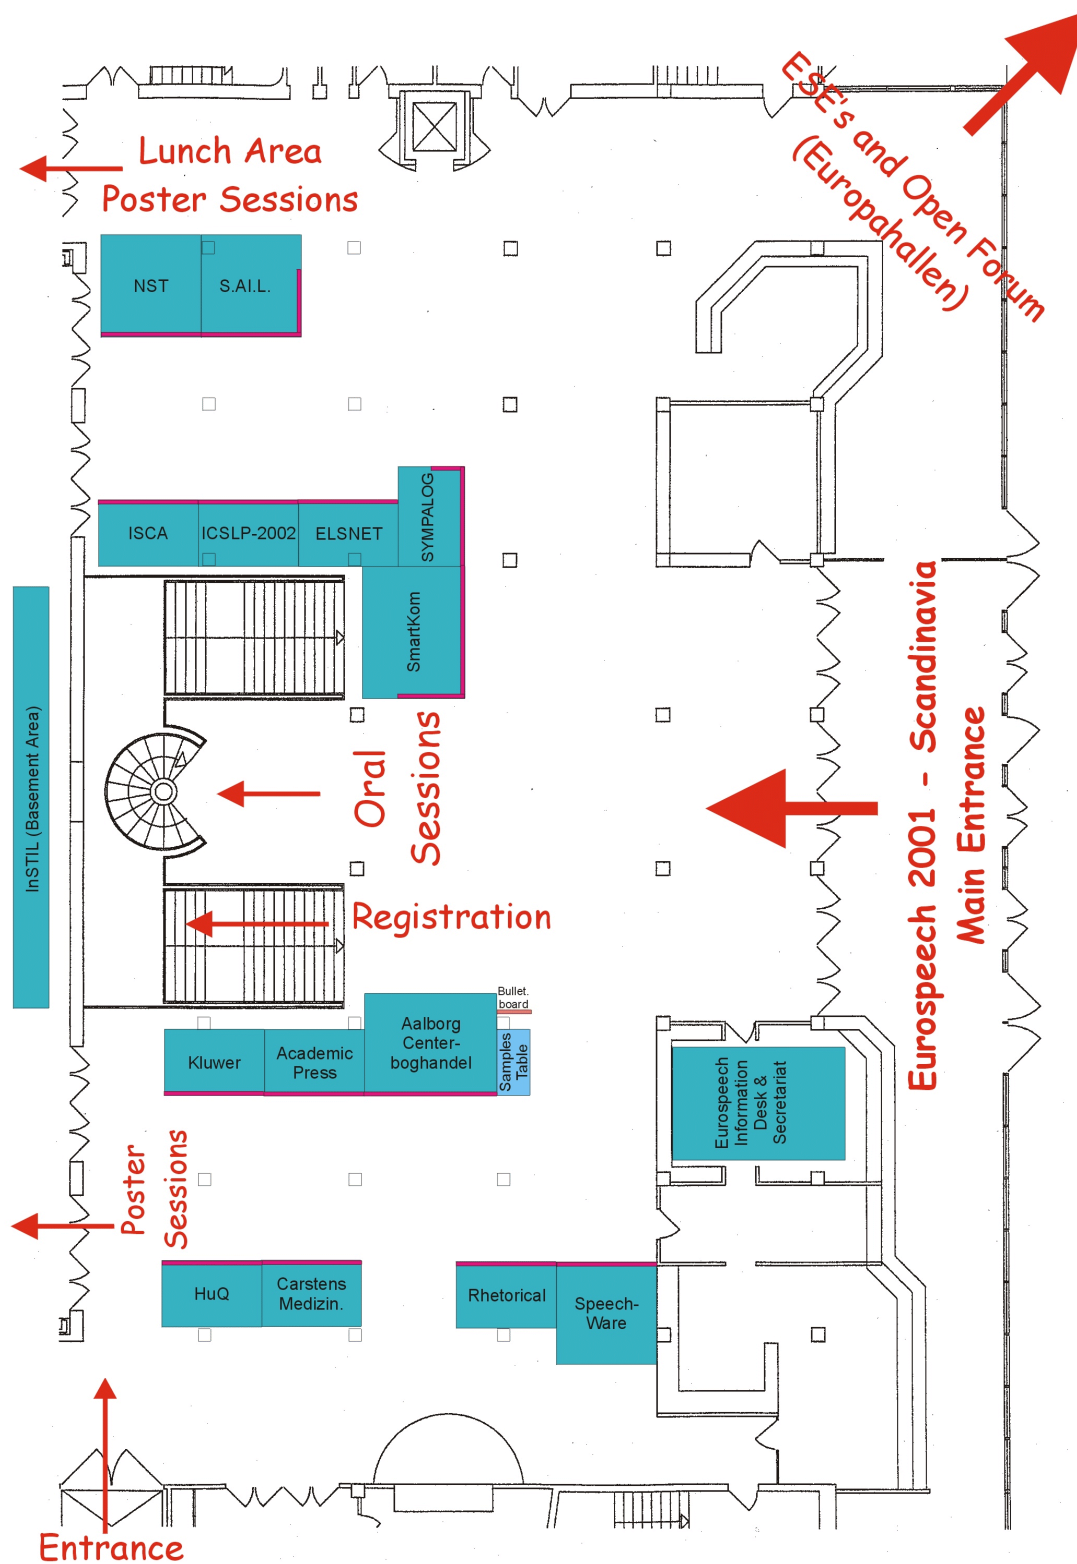 ESE's and Open Forum
(Europahallen)
Lunch Area
Poster Sessions
NST
S.AI.L.
ISCA
ICSLP-2002
ELSNET
SYMPALOG
SmartKom
InSTIL (Basement Area)
Oral
Sessions
Eurospeech 2001 - Scandinavia
Main Entrance
Registration
Bullet.
board
Kluwer
Academic
Press
Aalborg
Center-
boghandel
Samples
Table
Eurospeech
Information
Desk &
Secretariat
Poster
Sessions
HuQ
Carstens
Medizin.
Rhetorical
Speech-
Ware
Entrance